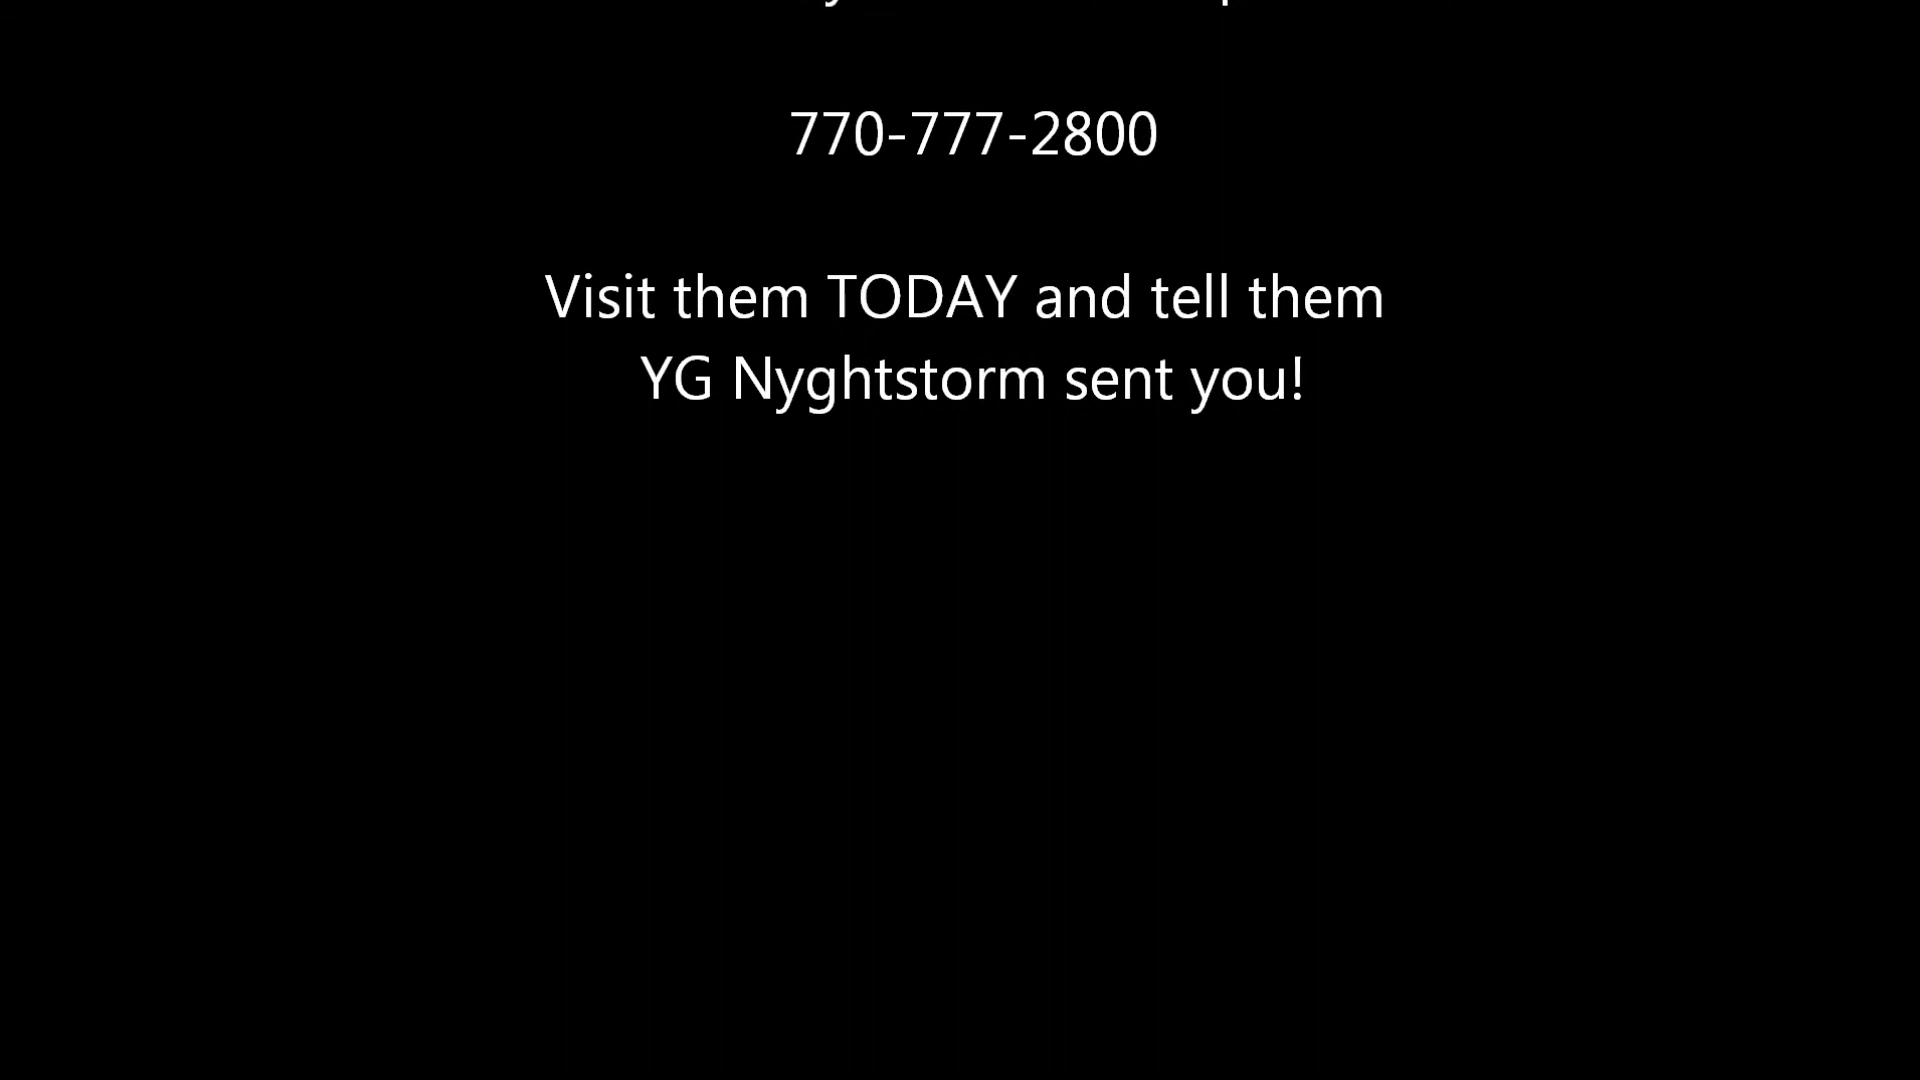 770-777-2800
Visit them TODAY and tell them
YG Nyghtstorm sent you!